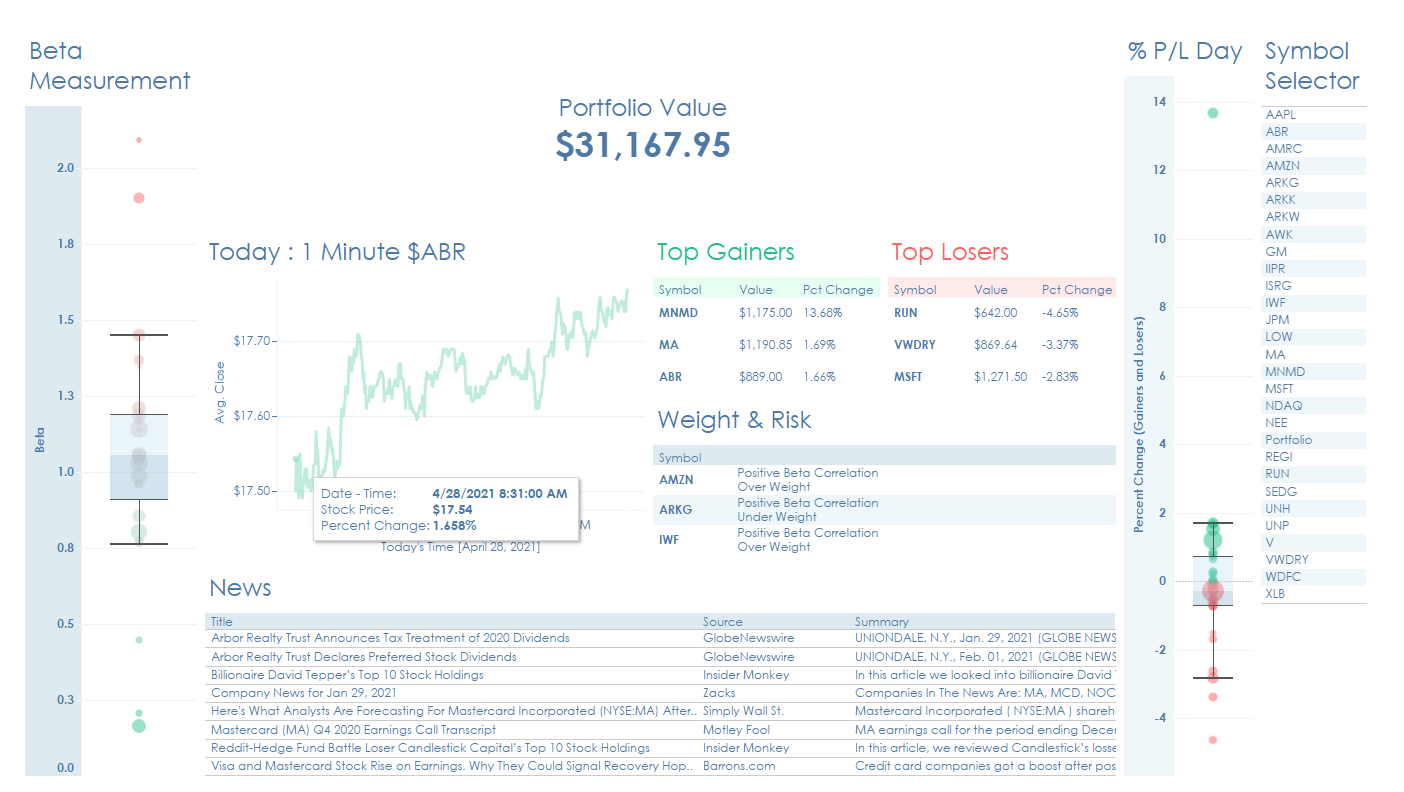 Beta
Measurement
2.0
1.8
1.5
1.3
1.0
0.8
0.5
0.3
0.0
Beta
Portfolio Value
$31,167.95
Today : 1 Minute $ABR
Avg. Close
$17.70
$17.60
$17.50
Date - Time: 4/28/2021 8:31:00 AM
Stock Price: $17.54
Percent Change: 1.658%
M
Today's Time [April 28, 2021]
Top Gainers
Symbol Value Pct Change
MNMD $1,175.00 13.68%
MA $1,190.85 1.69%
ABR $889.00 1.66%
Top Losers
Symbol Value Pct Change
RUN $642.00 -4.65%
VWDRY $869.64 -3.37%
MSFT $1,271.50 -2.83%
Weight & Risk
Symbol
AMZN Positive Beta Correlation
Over Weight
ARKG Positive Beta Correlation
Under Weight
IWF Positive Beta Correlation
Over Weight
News
Title Source Summary
Arbor Realty Trust Announces Tax Treatment of 2020 Dividends GlobeNewswire UNIONDALE, N.Y., Jan. 29, 2021 (GLOBE NEWS
Arbor Realty Trust Declares Preferred Stock Dividends GlobeNewswire UNIONDALE, N.Y., Feb. 01, 2021 (GLOBE NEWS
Billionaire David Tepper's Top 10 Stock Holdings Insider Monkey In this article we looked into billionaire David
Company News for Jan 29, 2021 Zacks Companies In The News Are: MA, MCD, NOC
Here's What Analysts Are Forecasting For Mastercard Incorporated (NYSE:MA) After.. Simply Wall St. Mastercard Incorporated ( NYSE:MA ) shareh
Mastercard (MA) Q4 2020 Earnings Call Transcript Motley Fool MA earnings call for the period ending Decer
Reddit-Hedge Fund Battle Loser Candlestick Capital's Top 10 Stock Holdings Insider Monkey In this article, we reviewed Candlestick's losse
Visa and Mastercard Stock Rise on Earnings. Why They Could Signal Recovery Hop.. Barrons.com Credit card companies got a boost after pos
% P/L Day
14
12
10
8
6
4
2
0
-2
-4
Percent Change (Gainers and Losers)
Symbol
Selector
AAPL
ABR
AMRC
AMZN
ARKG
ARKK
ARKW
AWK
GM
IIPR
ISRG
IWF
JPM
LOW
MA
MNMD
MSFT
NDAQ
NEE
Portfolio
REGI
RUN
SEDG
UNH
UNP
V
VWDRY
WDFC
XLB